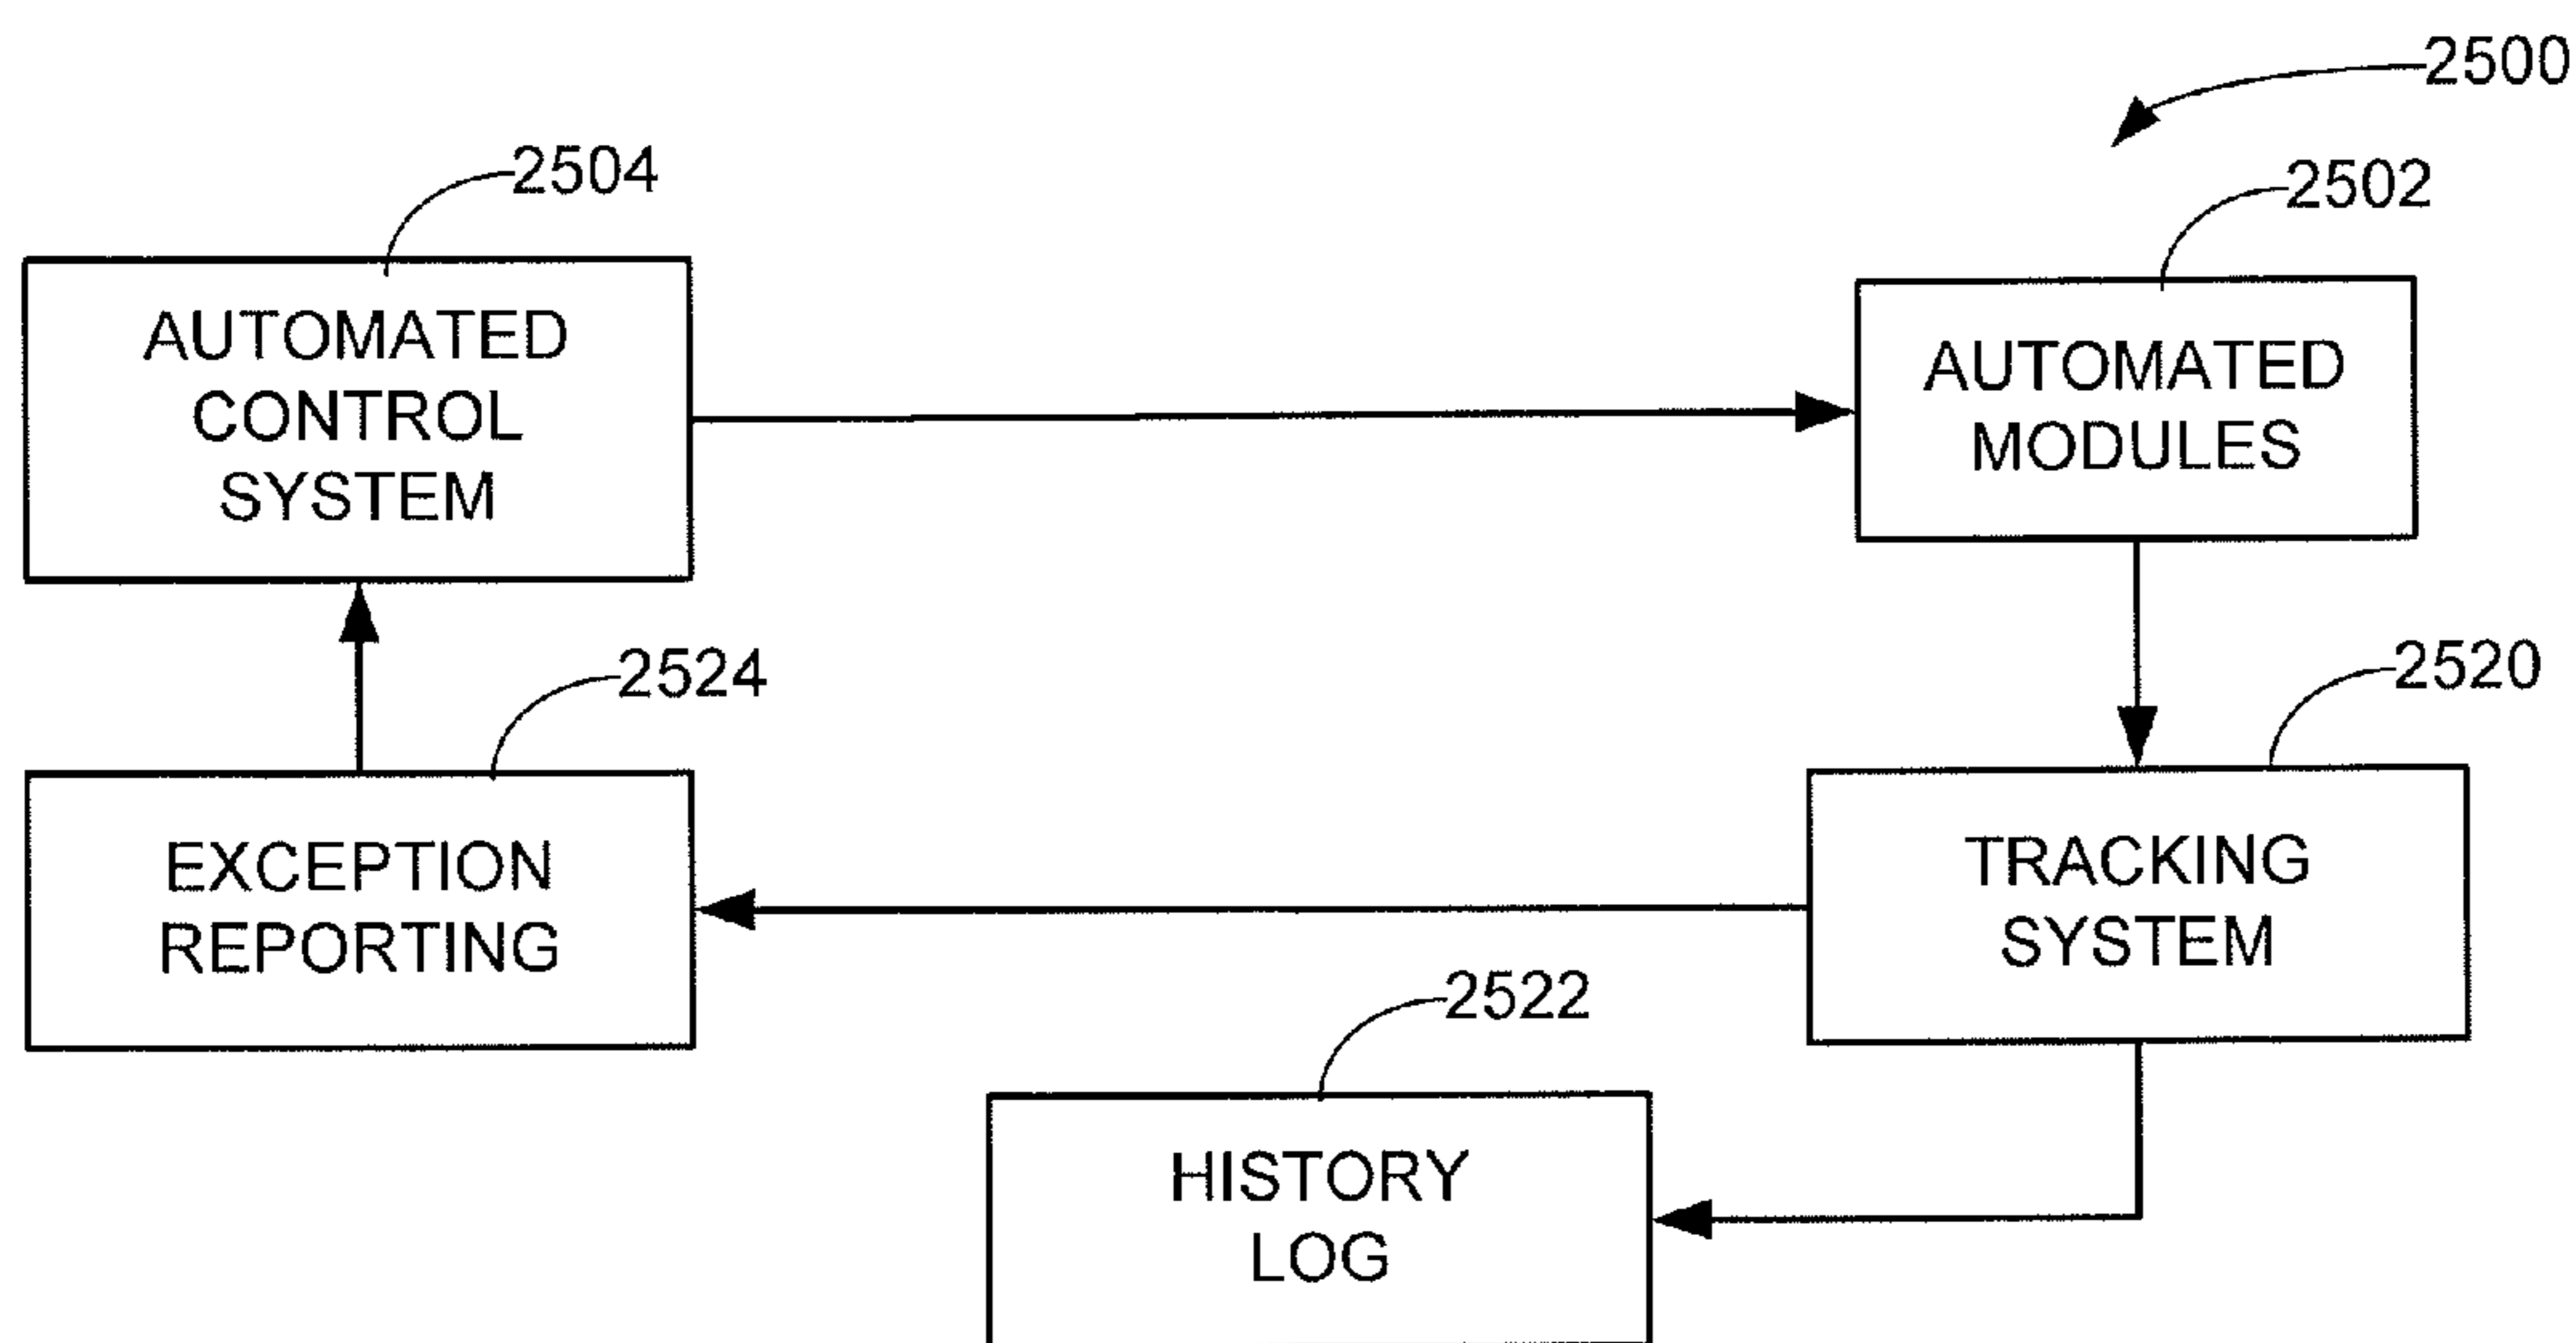 2500
2504
2502
AUTOMATED
CONTROL
SYSTEM
AUTOMATED
MODULES
2524
2520
EXCEPTION
REPORTING
TRACKING
SYSTEM
2522
HISTORY
LOG